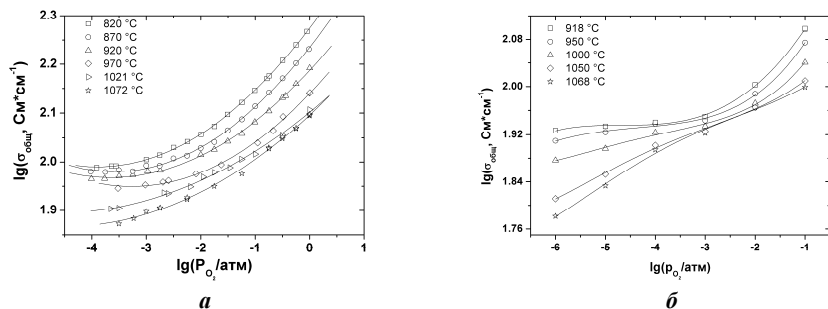 2.3
2.2
2.1
2.0
1.9
lg(σобщ, См*см⁻¹)
820 °C
870 °C
920 °C
970 °C
1021 °C
1072 °C
-4 -3 -2 -1 0 1
lg(P_O₂/атм)
а
2.08
2.00
1.92
1.84
1.76
lg(σобщ, См*см⁻¹)
918 °C
950 °C
1000 °C
1050 °C
1068 °C
-6 -5 -4 -3 -2 -1
lg(p_O₂/атм)
б